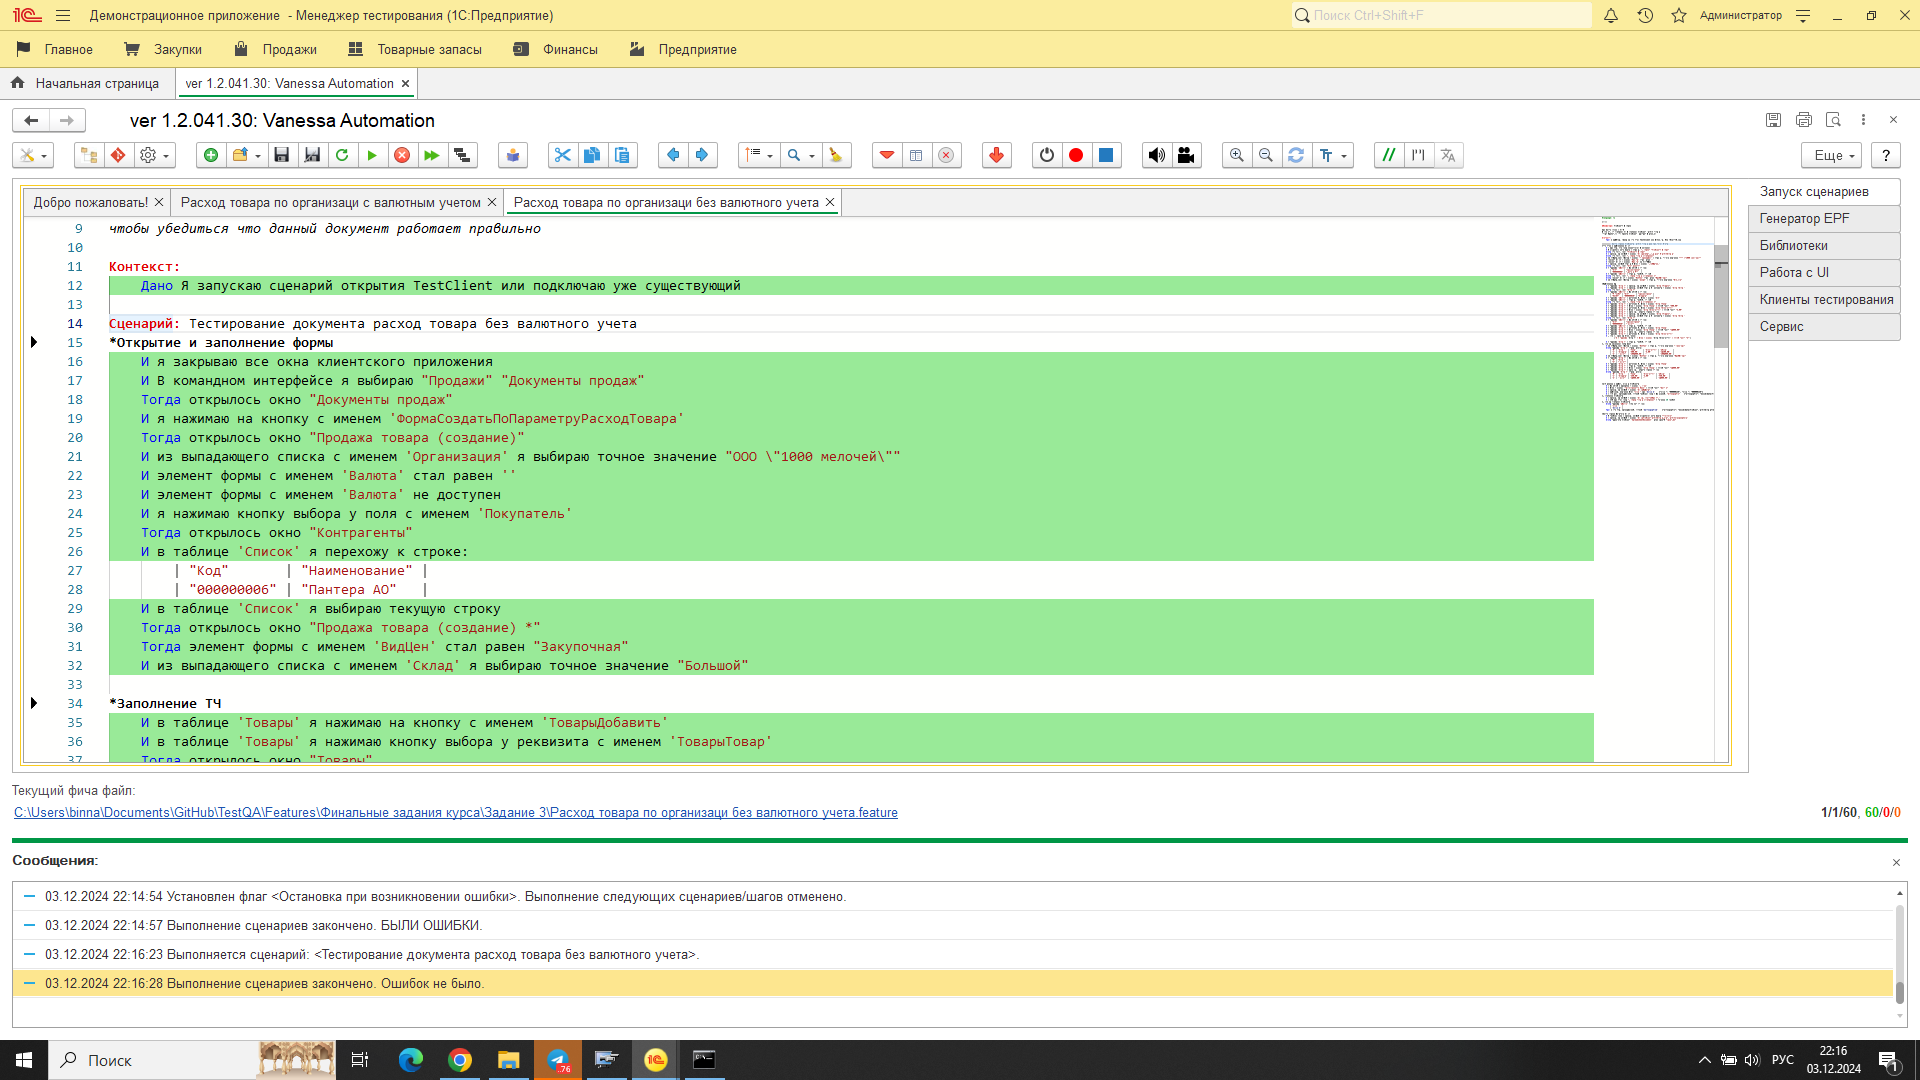 Демонстрационное приложение - Менеджер тестирования (1С:Предприятие)
Поиск Ctrl+Shift+F
Администратор
Главное
Закупки
Продажи
Товарные запасы
Финансы
Предприятие
Начальная страница
ver 1.2.041.30: Vanessa Automation
ver 1.2.041.30: Vanessa Automation
Еще
?
Добро пожаловать!
Расход товара по организаци с валютным учетом
Расход товара по организаци без валютного учета
9 чтобы убедиться что данный документ работает правильно
10
11 Контекст:
12 Дано Я запускаю сценарий открытия TestClient или подключаю уже существующий
13
14 Сценарий: Тестирование документа расход товара без валютного учета
15 *Открытие и заполнение формы
16 И я закрываю все окна клиентского приложения
17 И В командном интерфейсе я выбираю "Продажи" "Документы продаж"
18 Тогда открылось окно "Документы продаж"
19 И я нажимаю на кнопку с именем 'ФормаСоздатьПоПараметруРасходТовара'
20 Тогда открылось окно "Продажа товара (создание)"
21 И из выпадающего списка с именем 'Организация' я выбираю точное значение "ООО \"1000 мелочей\""
22 И элемент формы с именем 'Валюта' стал равен ''
23 И элемент формы с именем 'Валюта' не доступен
24 И я нажимаю кнопку выбора у поля с именем 'Покупатель'
25 Тогда открылось окно "Контрагенты"
26 И в таблице 'Список' я перехожу к строке:
27 | "Код" | "Наименование" |
28 | "000000006" | "Пантера АО" |
29 И в таблице 'Список' я выбираю текущую строку
30 Тогда открылось окно "Продажа товара (создание) *"
31 Тогда элемент формы с именем 'ВидЦен' стал равен "Закупочная"
32 И из выпадающего списка с именем 'Склад' я выбираю точное значение "Большой"
33
34 *Заполнение ТЧ
35 И в таблице 'Товары' я нажимаю на кнопку с именем 'ТоварыДобавить'
36 И в таблице 'Товары' я нажимаю кнопку выбора у реквизита с именем 'ТоварыТовар'
37 Тогда открылось окно "Товары"
Запуск сценариев
Генератор EPF
Библиотеки
Работа с UI
Клиенты тестирования
Сервис
Текущий фича файл:
C:\Users\binna\Documents\GitHub\TestQA\Features\Финальные задания курса\Задание 3\Расход товара по организаци без валютного учета.feature
1/1/60, 60/0/0
Сообщения:
03.12.2024 22:14:54 Установлен флаг <Остановка при возникновении ошибки>. Выполнение следующих сценариев/шагов отменено.
03.12.2024 22:14:57 Выполнение сценариев закончено. БЫЛИ ОШИБКИ.
03.12.2024 22:16:23 Выполняется сценарий: <Тестирование документа расход товара без валютного учета>.
03.12.2024 22:16:28 Выполнение сценариев закончено. Ошибок не было.
Поиск
РУС
22:16
03.12.2024